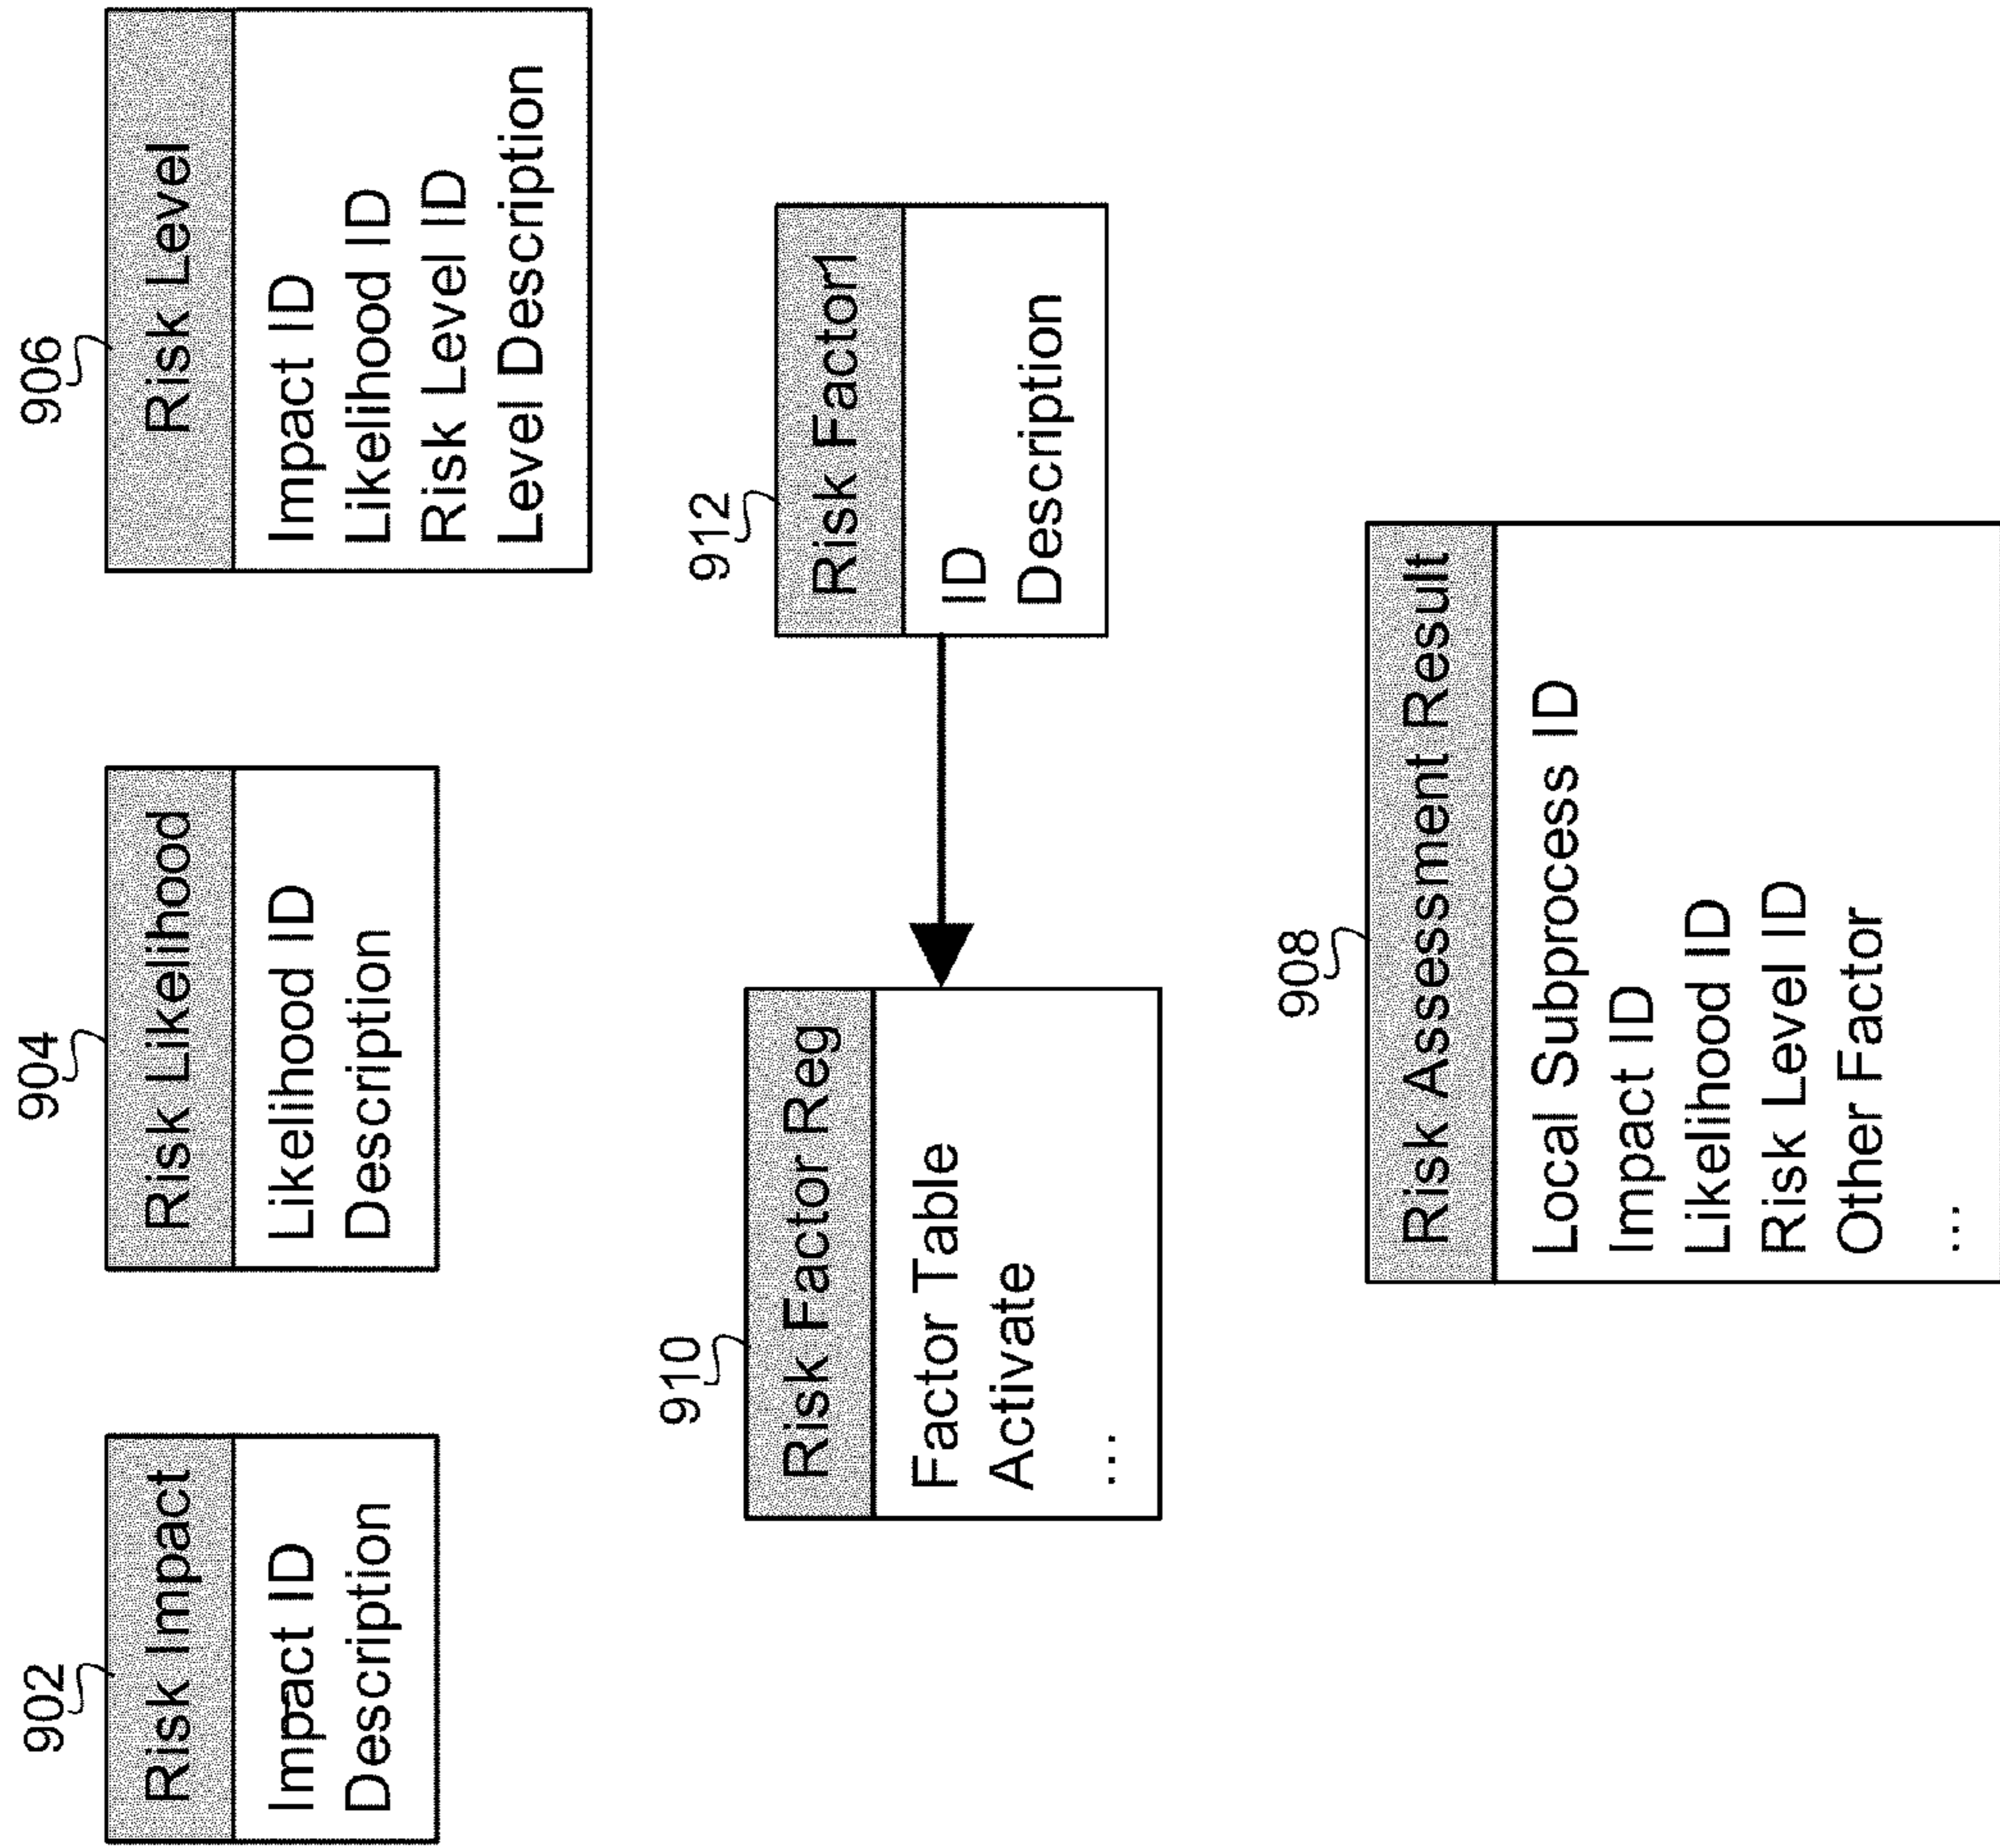 902
Risk Impact
Impact ID
Description
904
Risk Likelihood
Likelihood ID
Description
906
Risk Level
Impact ID
Likelihood ID
Risk Level ID
Level Description
910
Risk Factor Reg
Factor Table
Activate
...
912
Risk Factor1
ID
Description
908
Risk Assessment Result
Local Subprocess ID
Impact ID
Likelihood ID
Risk Level ID
Other Factor
...